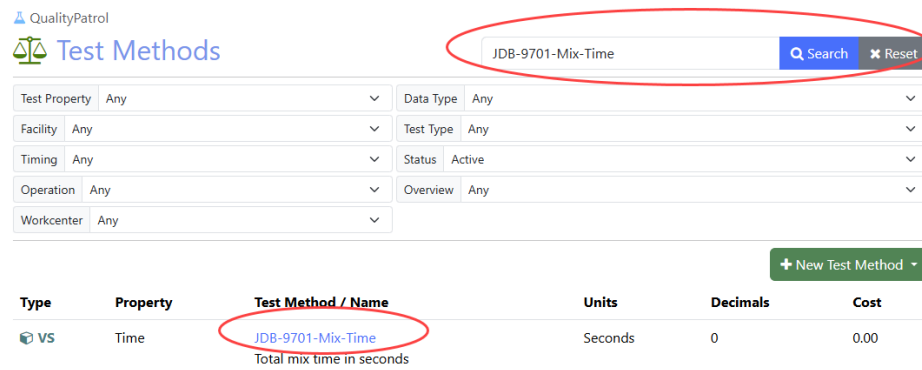 QualityPatrol
Test Methods
JDB-9701-Mix-Time Search Reset
Test Property Any Data Type Any
Facility Any Test Type Any
Timing Any Status Active
Operation Any Overview Any
Workcenter Any
New Test Method
Type Property Test Method / Name Units Decimals Cost
VS Time JDB-9701-Mix-Time Seconds 0 0.00
Total mix time in seconds